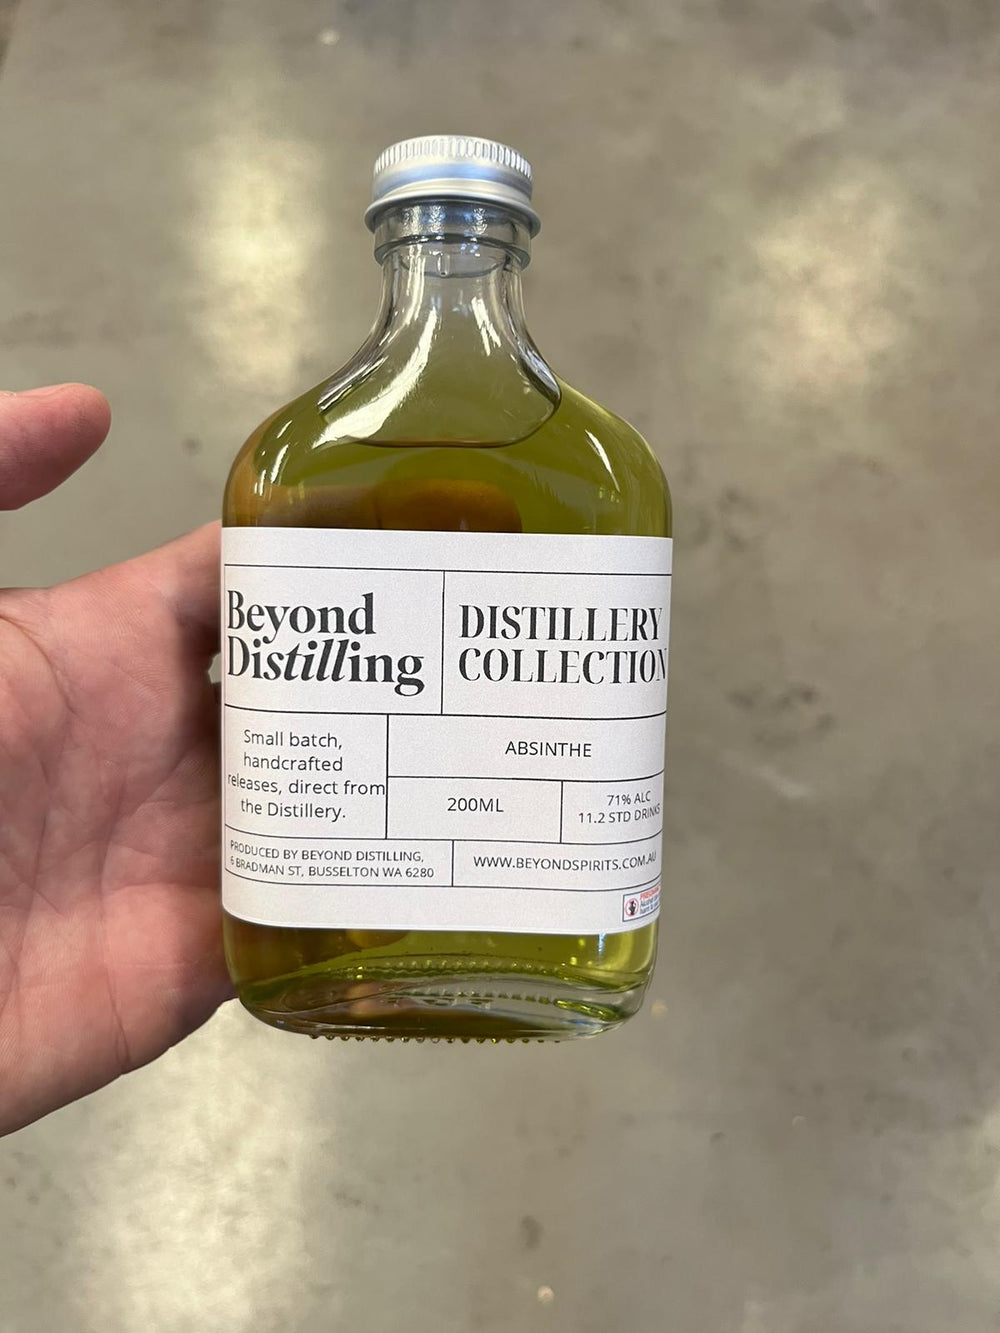 Beyond
Distilling
DISTILLERY
COLLECTION
Small batch,
handcrafted
releases, direct from
the Distillery.
ABSINTHE
200ML
71% ALC
11.2 STD DRINKS
PRODUCED BY BEYOND DISTILLING,
6 BRADMAN ST, BUSSELTON WA 6280
WWW.BEYONDSPIRITS.COM.AU